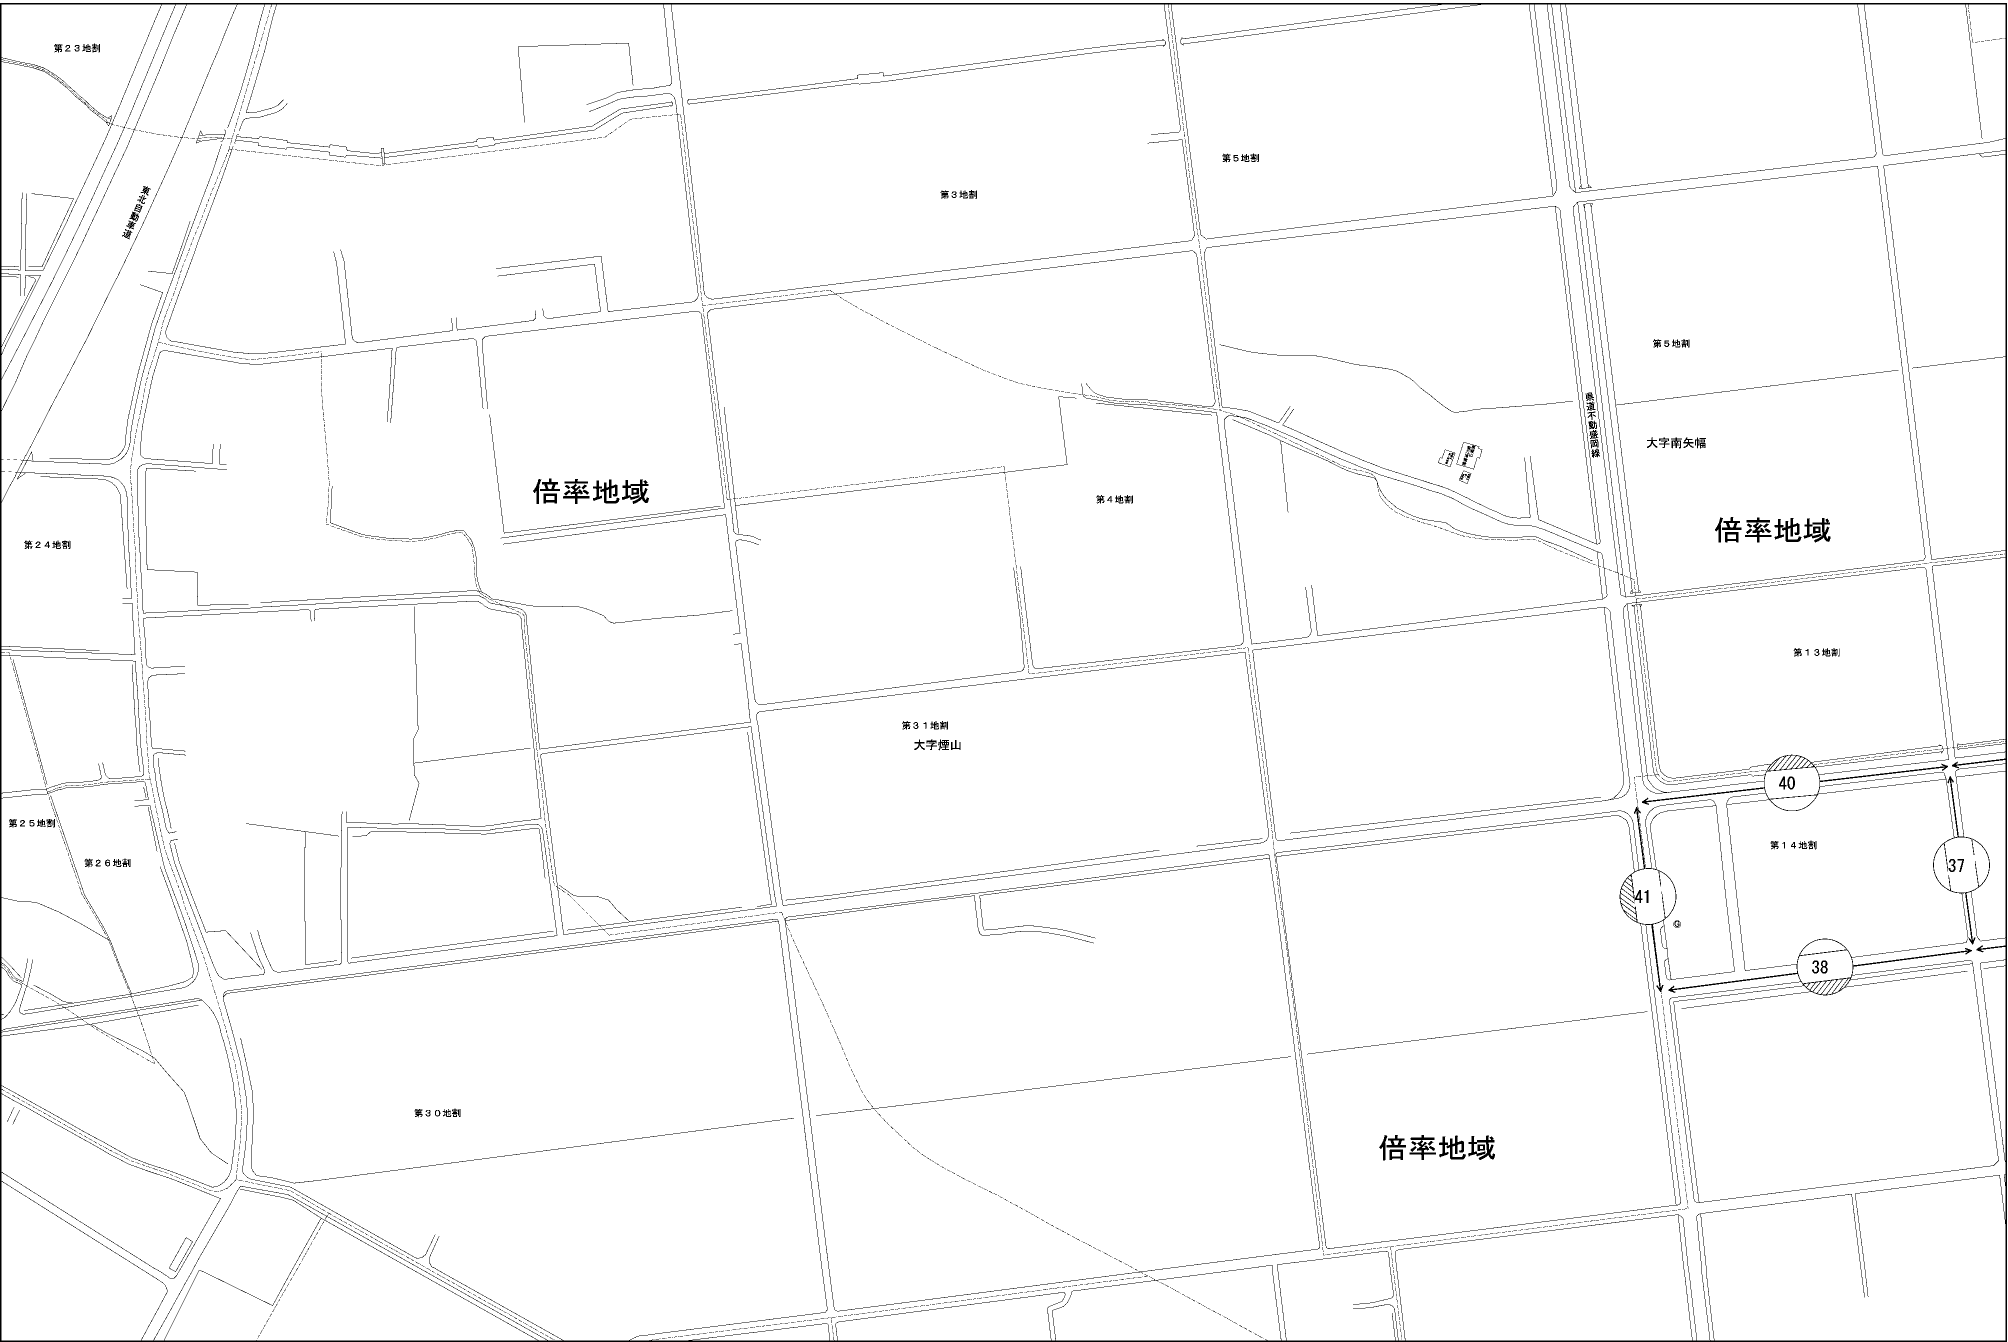 第２３地割
第５地割
東北自動車道
第３地割
第５地割
県道不動盛岡線
大字南矢幅
倍率地域
第４地割
倍率地域
第２４地割
第１３地割
第３１地割
大字煙山
40
第２５地割
第２６地割
第１４地割
37
41
G
38
第３０地割
倍率地域